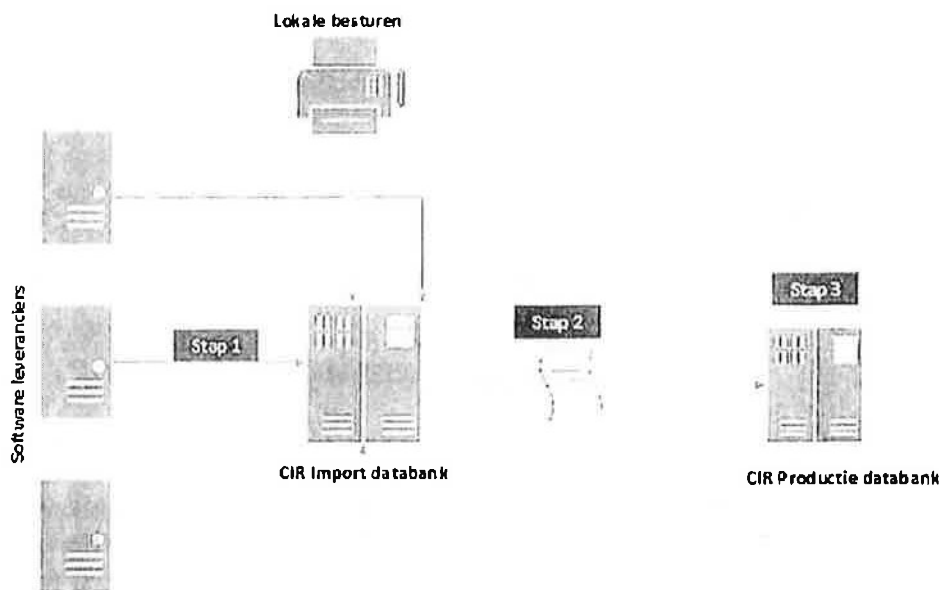 Lokale besturen
Software leveranciers
Stap 1
Stap 2
Stap 3
CIR Import databank
CIR Productie databank